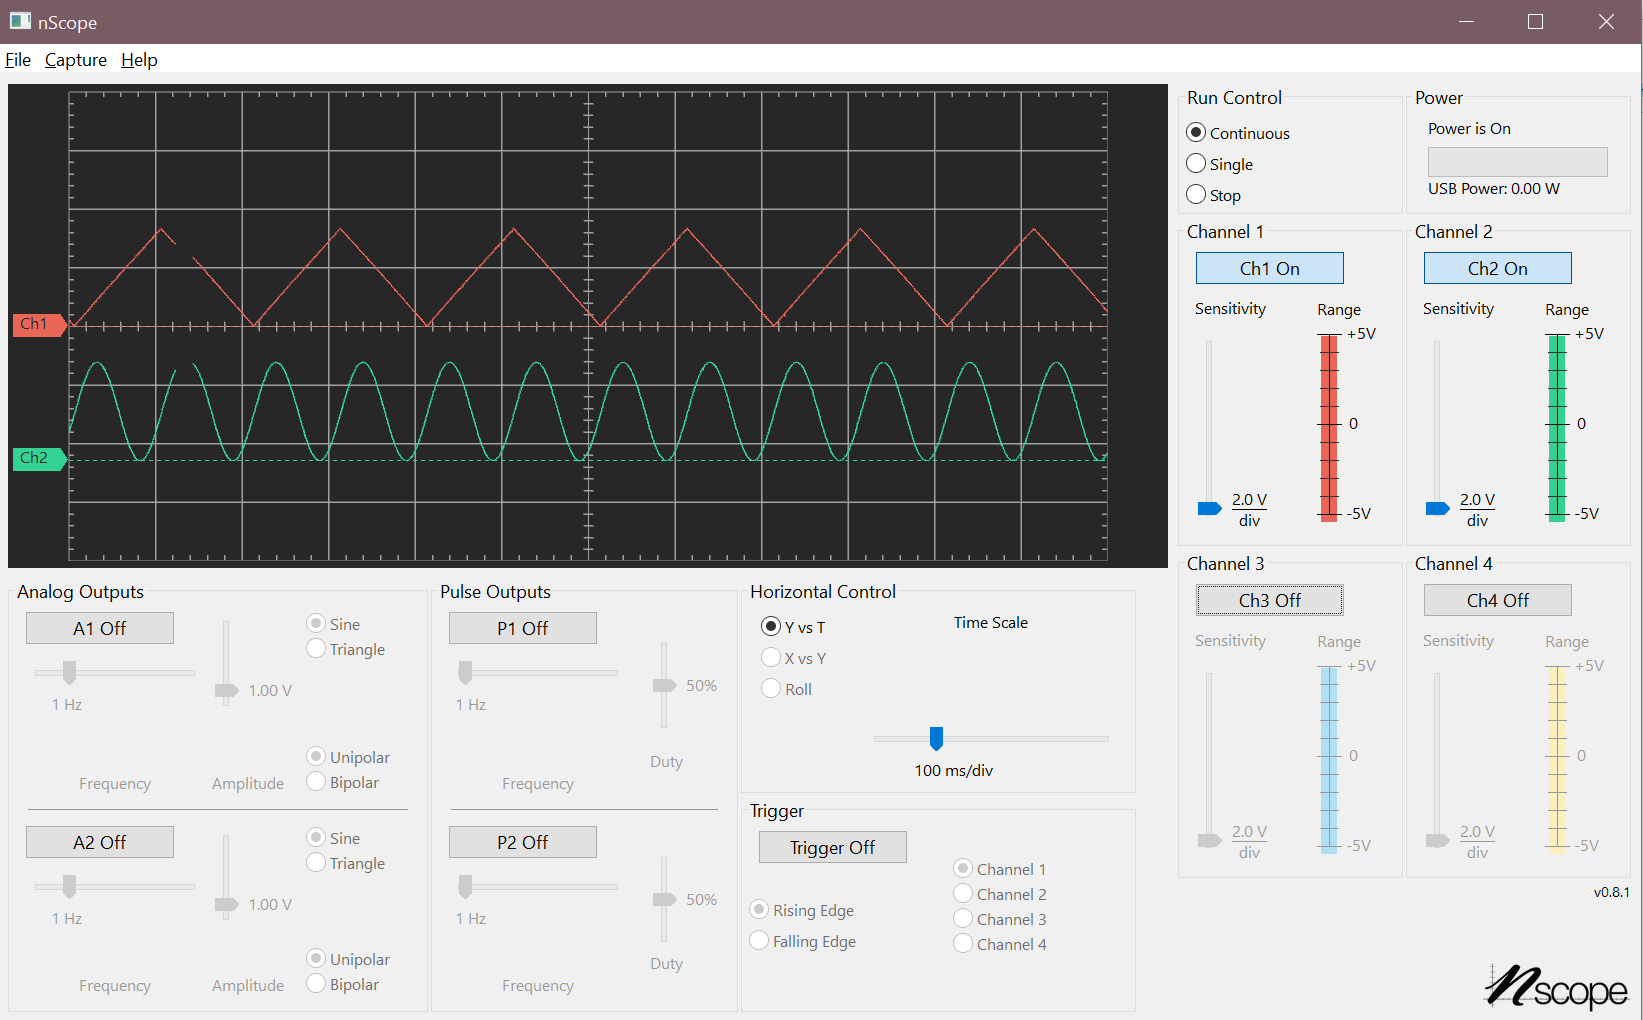 nScope
File Capture Help
Ch1
Ch2
Run Control
Continuous
Single
Stop
Power
Power is On
USB Power: 0.00 W
Channel 1
Ch1 On
Sensitivity
Range
+5V
0
-5V
2.0 V
div
Channel 2
Ch2 On
Sensitivity
Range
+5V
0
-5V
2.0 V
div
Channel 3
Ch3 Off
Sensitivity
Range
+5V
0
-5V
2.0 V
div
Channel 4
Ch4 Off
Sensitivity
Range
+5V
0
-5V
2.0 V
div
Analog Outputs
A1 Off
1 Hz
Frequency
1.00 V
Amplitude
Sine
Triangle
Unipolar
Bipolar
A2 Off
1 Hz
Frequency
1.00 V
Amplitude
Sine
Triangle
Unipolar
Bipolar
Pulse Outputs
P1 Off
1 Hz
Frequency
50%
Duty
P2 Off
1 Hz
Frequency
50%
Duty
Horizontal Control
Y vs T
X vs Y
Roll
Time Scale
100 ms/div
Trigger
Trigger Off
Rising Edge
Falling Edge
Channel 1
Channel 2
Channel 3
Channel 4
v0.8.1
nscope